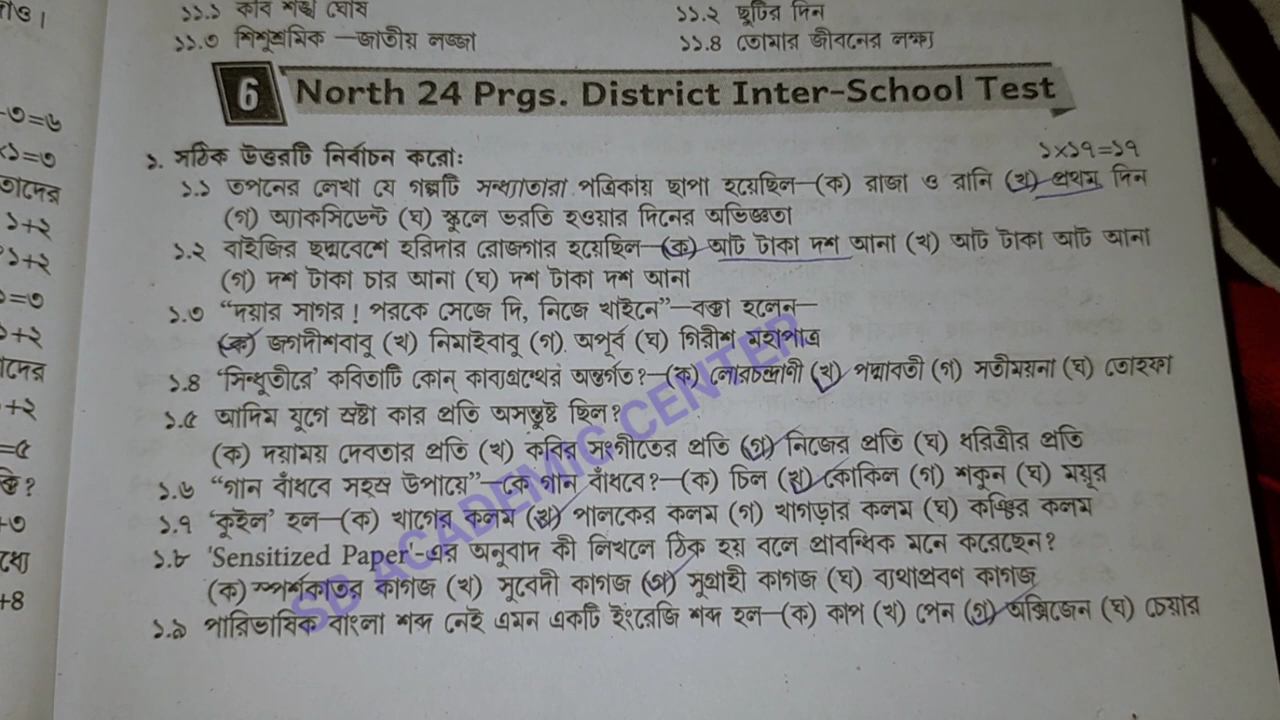 ১১.১ কবি শঙ্খ ঘোষ
১১.২ ছুটির দিন
১১.৩ শিশুশ্রমিক —জাতীয় লজ্জা
১১.৪ তোমার জীবনের লক্ষ্য
6 North 24 Prgs. District Inter-School Test
১. সঠিক উত্তরটি নির্বাচন করো: ১×১৭=১৭
১.১ তপনের লেখা যে গল্পটি সন্ধ্যাতারা পত্রিকায় ছাপা হয়েছিল—(ক) রাজা ও রানি (খ) প্রথম দিন
(গ) অ্যাকসিডেন্ট (ঘ) স্কুলে ভরতি হওয়ার দিনের অভিজ্ঞতা
১.২ বাইজির ছদ্মবেশে হরিদার রোজগার হয়েছিল—(ক) আট টাকা দশ আনা (খ) আট টাকা আট আনা
(গ) দশ টাকা চার আনা (ঘ) দশ টাকা দশ আনা
১.৩ “দয়ার সাগর ! পরকে সেজে দি, নিজে খাইনে”—বক্তা হলেন—
(ক) জগদীশবাবু (খ) নিমাইবাবু (গ) অপূর্ব (ঘ) গিরীশ মহাপাত্র
১.৪ ‘সিন্ধুতীরে’ কবিতাটি কোন্ কাব্যগ্রন্থের অন্তর্গত?—(ক) লোরচন্দ্রাণী (খ) পদ্মাবতী (গ) সতীময়না (ঘ) তোহফা
১.৫ আদিম যুগে স্রষ্টা কার প্রতি অসন্তুষ্ট ছিল?
(ক) দয়াময় দেবতার প্রতি (খ) কবির সংগীতের প্রতি (গ) নিজের প্রতি (ঘ) ধরিত্রীর প্রতি
১.৬ “গান বাঁধবে সহস্র উপায়ে”—কে গান বাঁধবে?—(ক) চিল (খ) কোকিল (গ) শকুন (ঘ) ময়ূর
১.৭ ‘কুইল’ হল—(ক) খাগের কলম (খ) পালকের কলম (গ) খাগড়ার কলম (ঘ) কঞ্চির কলম
১.৮ 'Sensitized Paper'-এর অনুবাদ কী লিখলে ঠিক হয় বলে প্রাবন্ধিক মনে করেছেন?
(ক) স্পর্শকাতর কাগজ (খ) সুবেদী কাগজ (গ) সুগ্রাহী কাগজ (ঘ) ব্যথাপ্রবণ কাগজ
১.৯ পারিভাষিক বাংলা শব্দ নেই এমন একটি ইংরেজি শব্দ হল—(ক) কাপ (খ) পেন (গ) অক্সিজেন (ঘ) চেয়ার
SB ACADEMIC CENTER